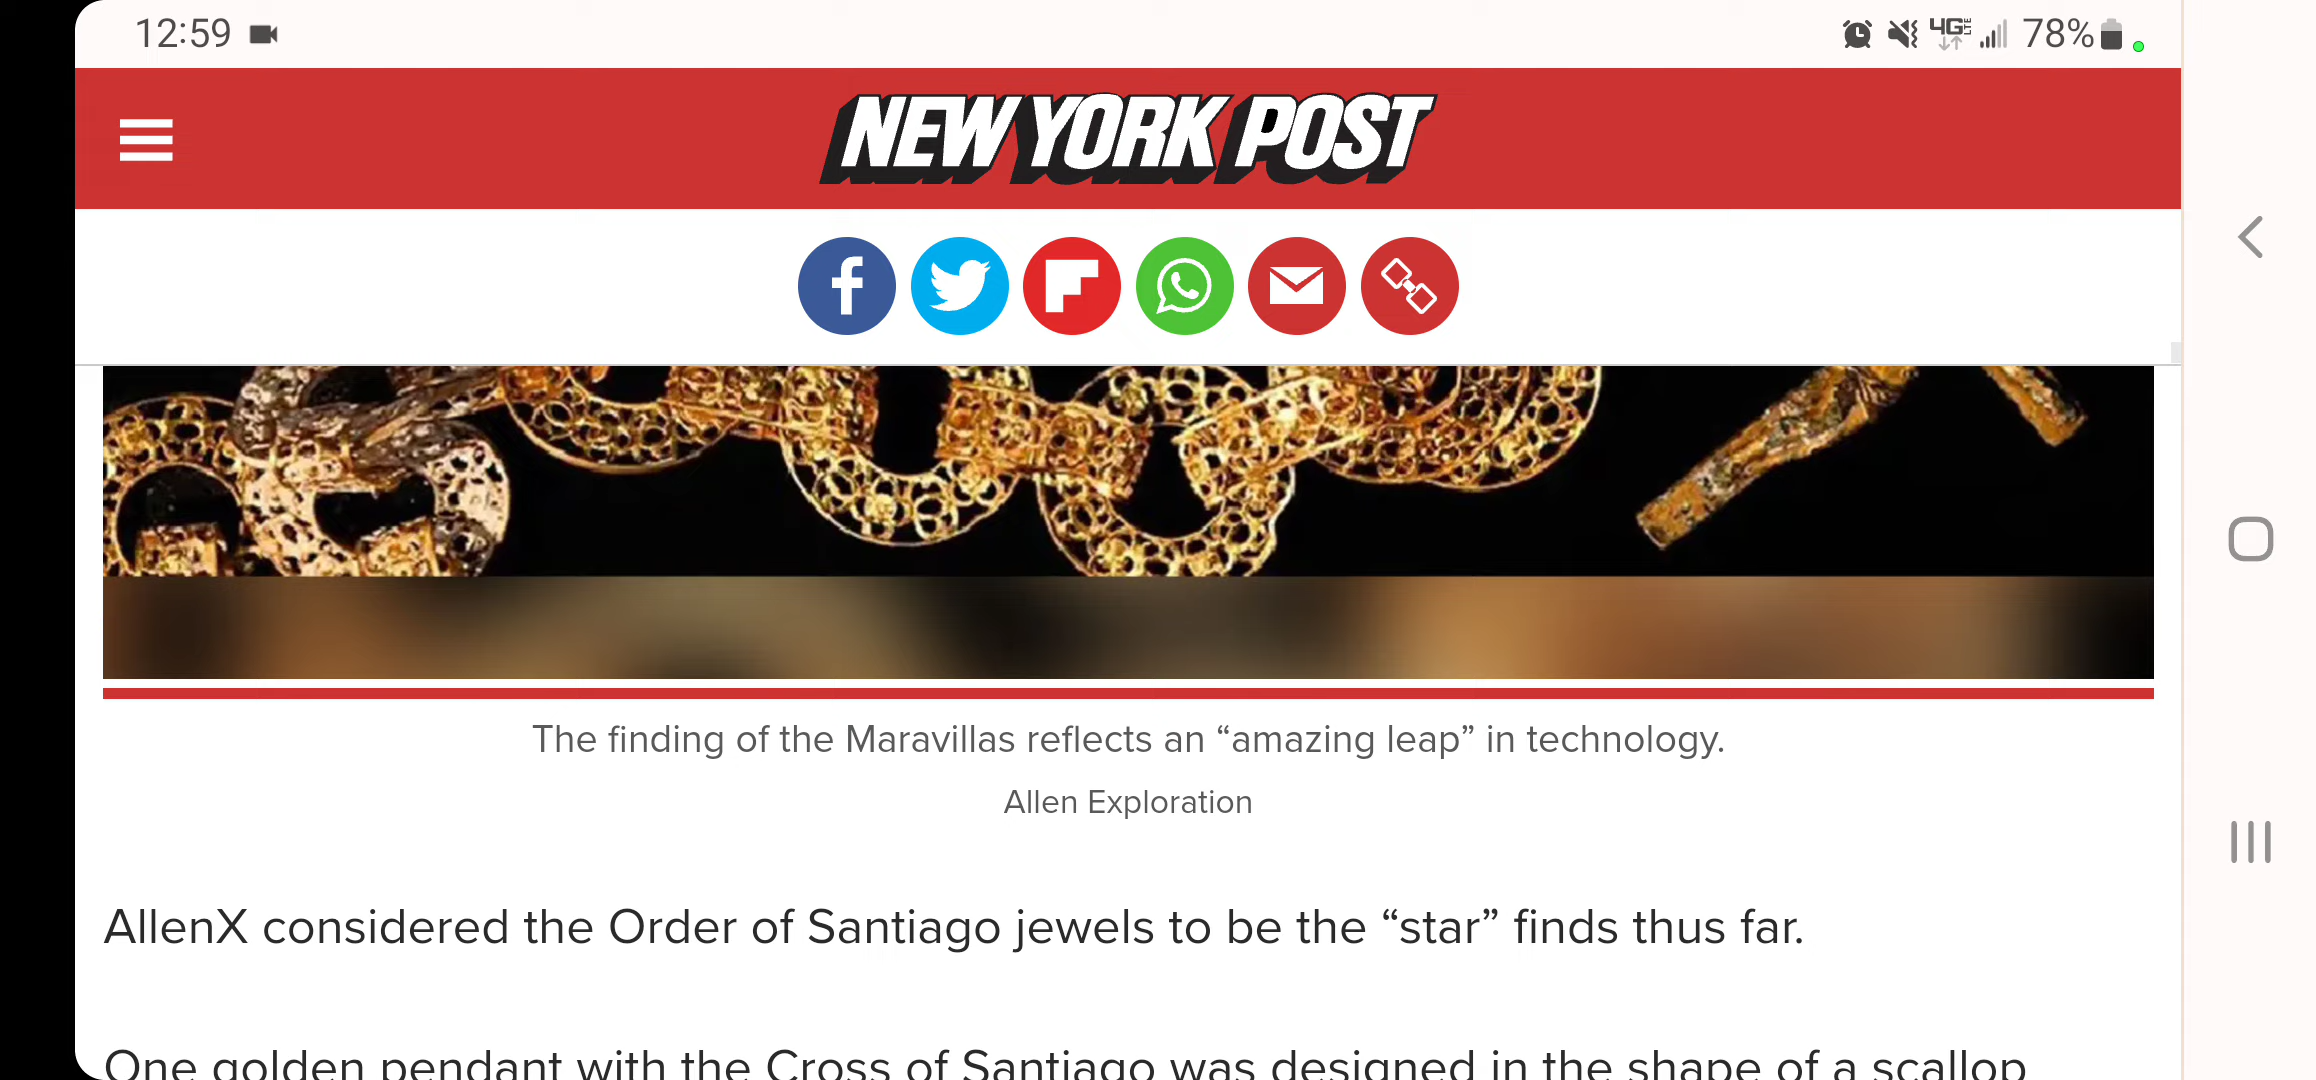 12:59
4G LTE 78%
NEW YORK POST
The finding of the Maravillas reflects an “amazing leap” in technology.
Allen Exploration
AllenX considered the Order of Santiago jewels to be the “star” finds thus far.
One golden pendant with the Cross of Santiago was designed in the shape of a scallop